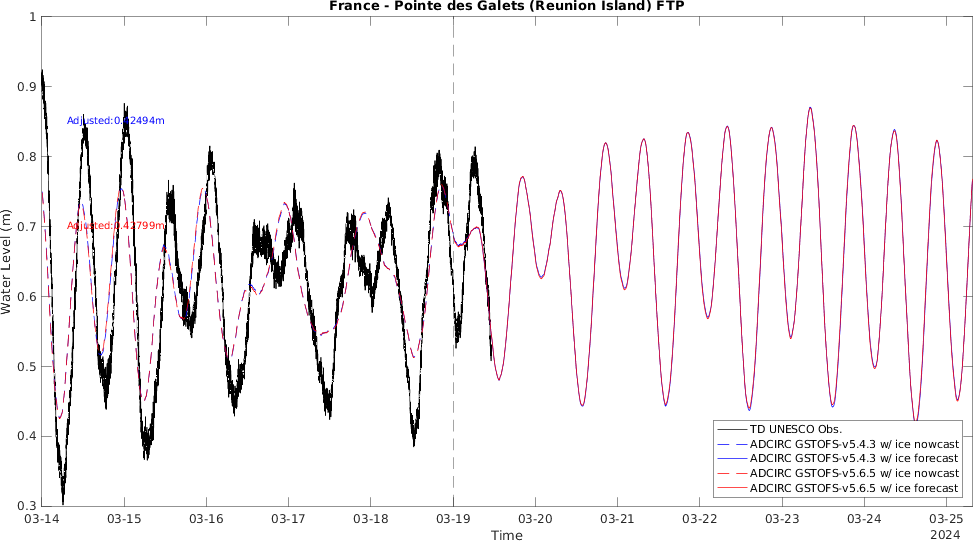 France - Pointe des Galets (Reunion Island) FTP
1
0.9
0.8
0.7
0.6
0.5
0.4
0.3
Water Level (m)
Adjusted:0. 2494m
Adjusted:0.42799m
03-14
03-15
03-16
03-17
03-18
03-19
03-20
03-21
03-22
03-23
03-24
03-25
2024
Time
TD UNESCO Obs.
ADCIRC GSTOFS-v5.4.3 w/ ice nowcast
ADCIRC GSTOFS-v5.4.3 w/ ice forecast
ADCIRC GSTOFS-v5.6.5 w/ ice nowcast
ADCIRC GSTOFS-v5.6.5 w/ ice forecast